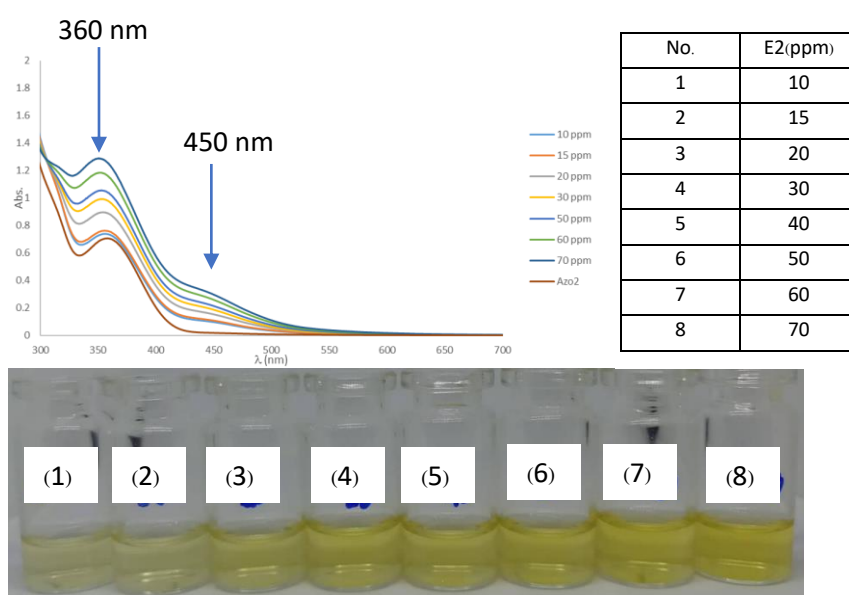 360 nm
450 nm
2
1.8
1.6
1.4
1.2
1
0.8
0.6
0.4
0.2
0
Abs.
300 350 400 450 500 550 600 650 700
λ (nm)
10 ppm
15 ppm
20 ppm
30 ppm
50 ppm
60 ppm
70 ppm
Azo2
No. E2(ppm)
1 10
2 15
3 20
4 30
5 40
6 50
7 60
8 70
(1) (2) (3) (4) (5) (6) (7) (8)